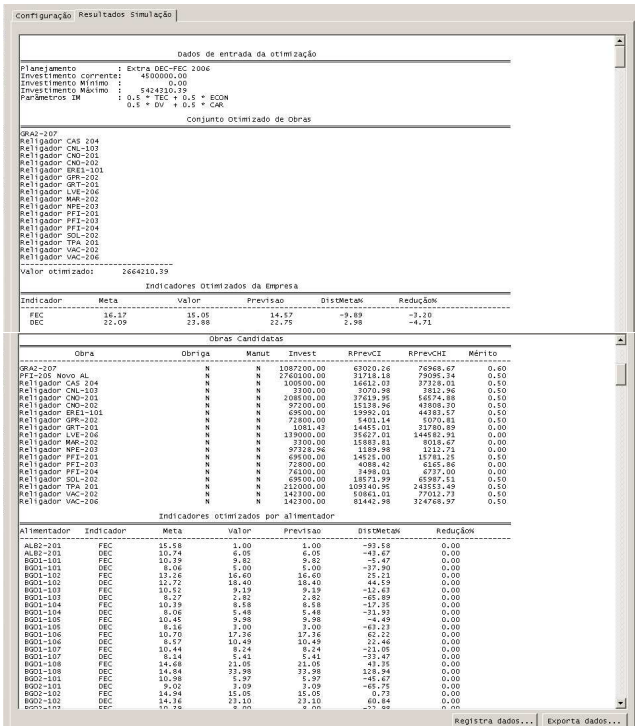 Configuração Resultados Simulação
Dados de entrada da otimização
Planejamento : Extra DEC-FEC 2006
Investimento corrente: 4500000.00
Investimento Mínimo : 0.00
Investimento Máximo : 5424310.39
Parâmetros IM : 0.5 * TEC + 0.5 * ECON
0.5 * DV + 0.5 * CAR
Conjunto Otimizado de Obras
GRA2-207
Religador CAS 204
Religador CNL-103
Religador CNO-201
Religador CNO-202
Religador ERE1-101
Religador GPR-202
Religador GRT-201
Religador LVE-206
Religador MAR-202
Religador NPE-203
Religador PFI-201
Religador PFI-203
Religador PFI-204
Religador SOL-202
Religador TPA 201
Religador VAC-202
Religador VAC-206
Valor otimizado: 2664210.39
Indicadores Otimizados da Empresa
Indicador Meta Valor Previsao DistMeta% Redução%
FEC 16.17 15.05 14.57 -9.89 -3.20
DEC 22.09 23.88 22.75 2.98 -4.71
Obras Candidatas
Obra Obriga Manut Invest RPrevCI RPrevCHI Mérito
GRA2-207 N N 1087200.00 63020.26 76968.67 0.60
PFI-205 Novo AL N N 2760100.00 31718.18 79095.34 0.50
Religador CAS 204 N N 100500.00 16612.03 37328.01 0.50
Religador CNL-103 N N 3300.00 3070.98 3812.96 0.50
Religador CNO-201 N N 208500.00 37619.95 56574.88 0.50
Religador CNO-202 N N 97200.00 15138.96 43808.30 0.50
Religador ERE1-101 N N 69500.00 19992.01 44383.57 0.50
Religador GPR-202 N N 72800.00 5401.14 5070.81 0.50
Religador GRT-201 N N 1081.43 14455.01 31780.89 0.00
Religador LVE-206 N N 139000.00 35627.01 144582.91 0.00
Religador MAR-202 N N 3300.00 15883.81 8018.67 0.00
Religador NPE-203 N N 97328.96 1189.98 1212.71 0.00
Religador PFI-201 N N 69500.00 14525.00 15781.25 0.50
Religador PFI-203 N N 72800.00 4088.42 6165.86 0.00
Religador PFI-204 N N 76100.00 3498.01 6737.00 0.00
Religador SOL-202 N N 69500.00 18571.99 65987.51 0.50
Religador TPA 201 N N 212000.00 109340.95 243553.49 0.50
Religador VAC-202 N N 142300.00 50861.01 77012.73 0.50
Religador VAC-206 N N 142300.00 81442.98 324768.97 0.50
Indicadores otimizados por alimentador
Alimentador Indicador Meta Valor Previsao DistMeta% Redução%
ALB2-201 FEC 15.58 1.00 1.00 -93.58 0.00
ALB2-201 DEC 10.74 6.05 6.05 -43.67 0.00
BGO1-101 FEC 10.39 9.82 9.82 -5.47 0.00
BGO1-101 DEC 8.06 5.00 5.00 -37.90 0.00
BGO1-102 FEC 13.26 16.60 16.60 25.21 0.00
BGO1-102 DEC 12.72 18.40 18.40 44.59 0.00
BGO1-103 FEC 10.52 9.19 9.19 -12.63 0.00
BGO1-103 DEC 8.27 2.82 2.82 -65.89 0.00
BGO1-104 FEC 10.39 8.58 8.58 -17.35 0.00
BGO1-104 DEC 8.06 5.48 5.48 -31.93 0.00
BGO1-105 FEC 10.45 9.98 9.98 -4.49 0.00
BGO1-105 DEC 8.16 3.00 3.00 -63.23 0.00
BGO1-106 FEC 10.70 17.36 17.36 62.22 0.00
BGO1-106 DEC 8.57 10.49 10.49 22.46 0.00
BGO1-107 FEC 10.44 8.24 8.24 -21.05 0.00
BGO1-107 DEC 8.14 5.41 5.41 -33.47 0.00
BGO1-108 FEC 14.68 21.05 21.05 43.35 0.00
BGO1-108 DEC 14.84 33.98 33.98 128.94 0.00
BGO2-101 FEC 10.98 5.97 5.97 -45.67 0.00
BGO2-101 DEC 9.02 3.09 3.09 -65.75 0.00
BGO2-102 FEC 14.94 15.05 15.05 0.73 0.00
BGO2-102 DEC 14.36 23.10 23.10 60.84 0.00
Registra dados... Exporta dados...